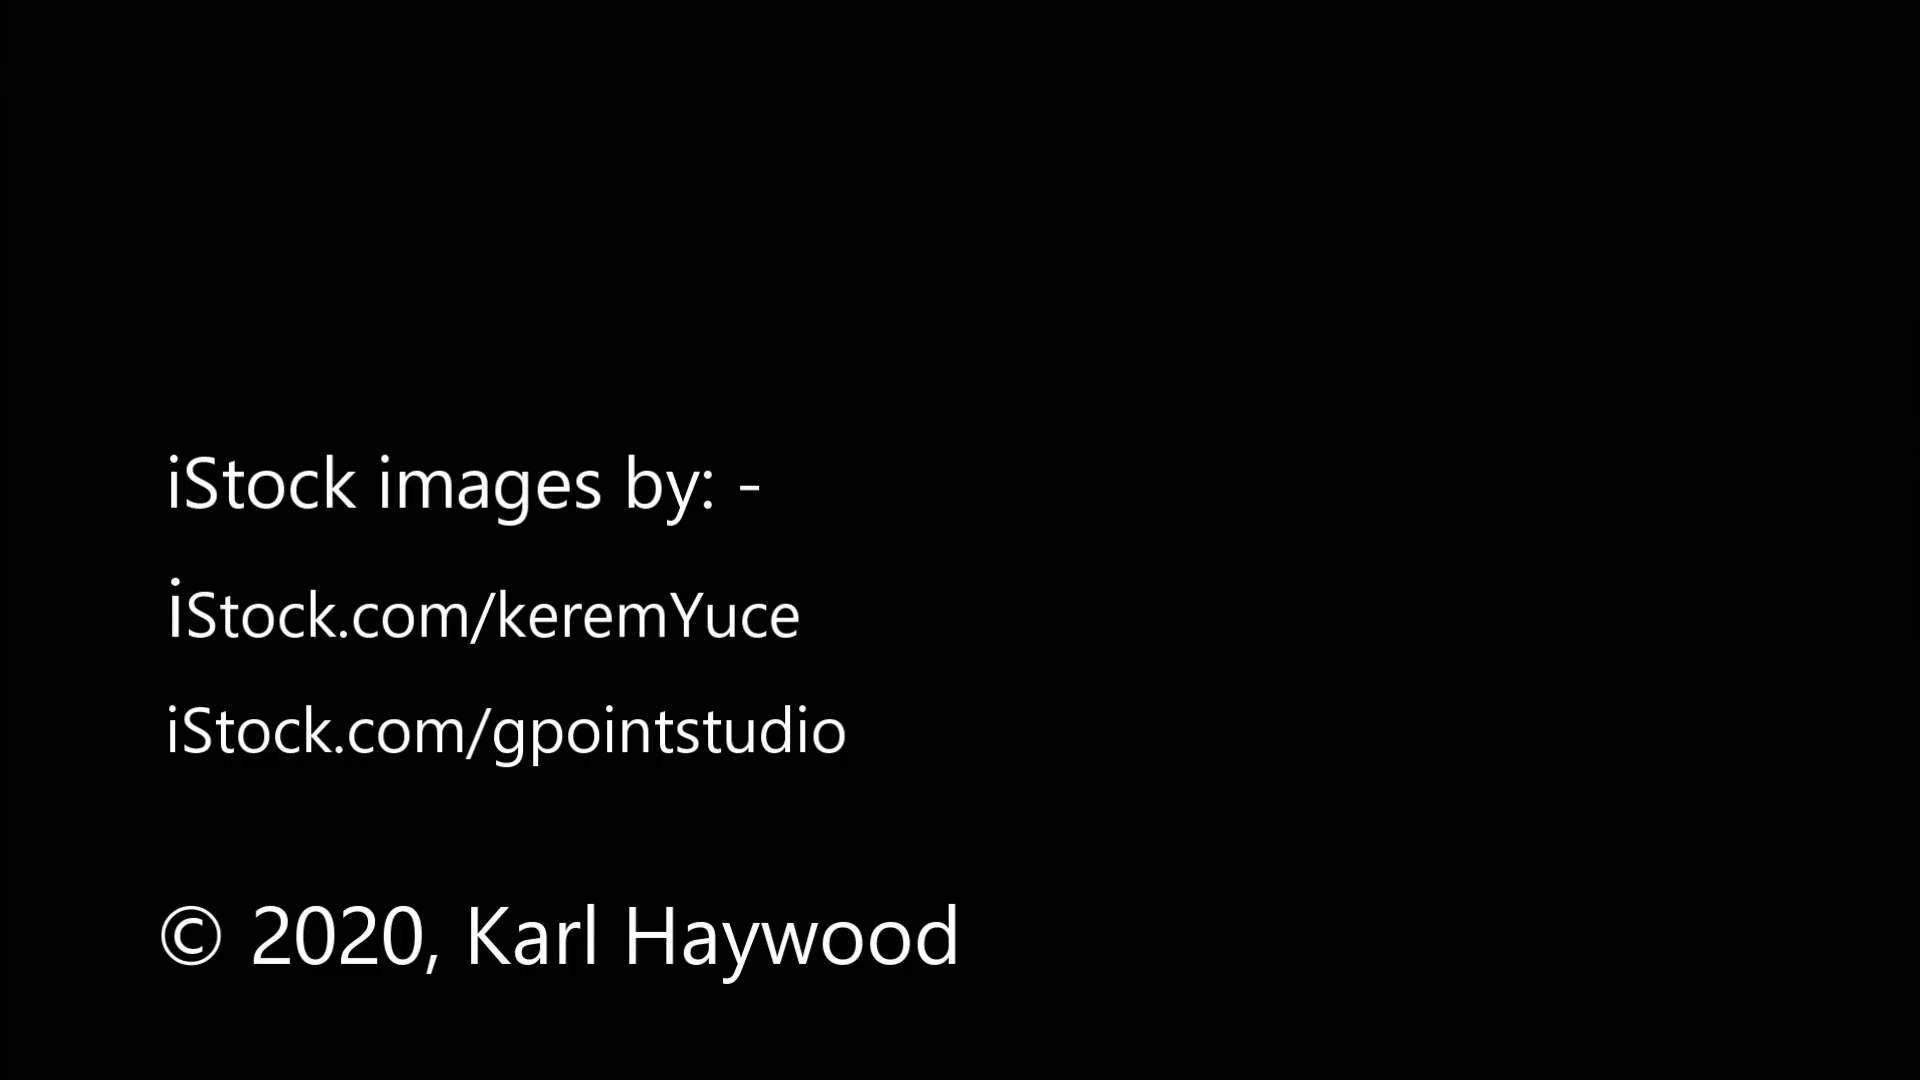 iStock images by: -
iStock.com/keremYuce
iStock.com/gpointstudio
© 2020, Karl Haywood